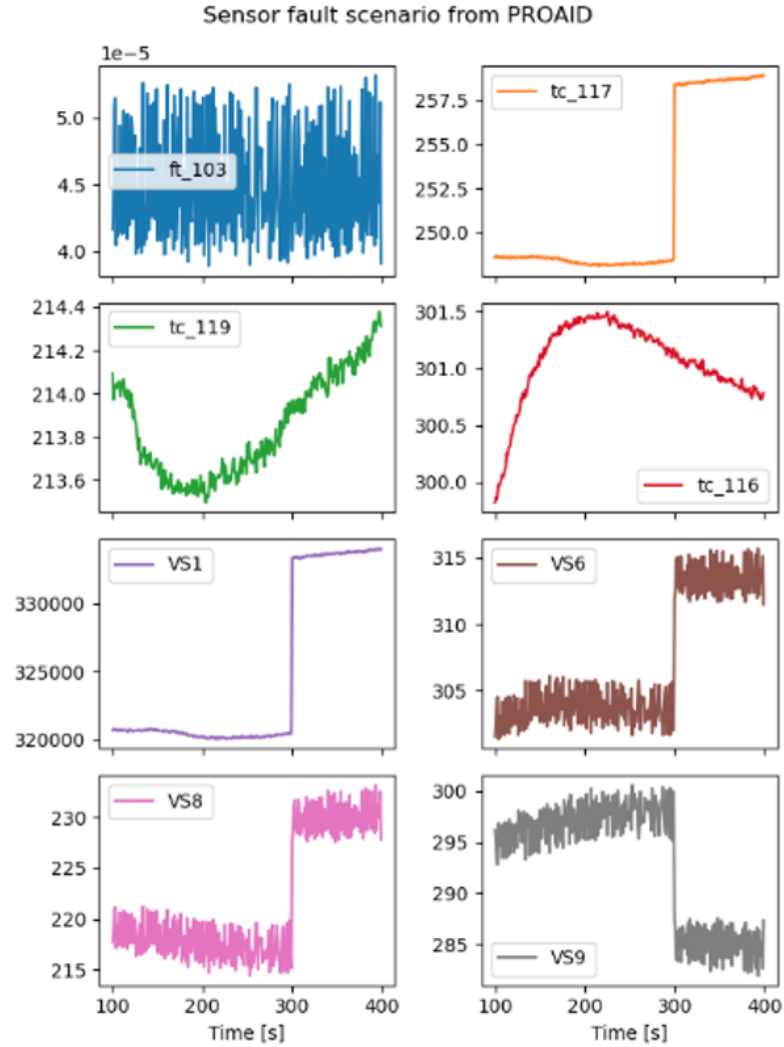 Sensor fault scenario from PROAID
1e−5
5.0
4.5
4.0
ft_103
257.5
255.0
252.5
250.0
tc_117
214.4
214.2
214.0
213.8
213.6
tc_119
301.5
301.0
300.5
300.0
tc_116
330000
325000
320000
VS1
315
310
305
VS6
230
225
220
215
VS8
300
295
290
285
VS9
100 200 300 400
Time [s]
100 200 300 400
Time [s]